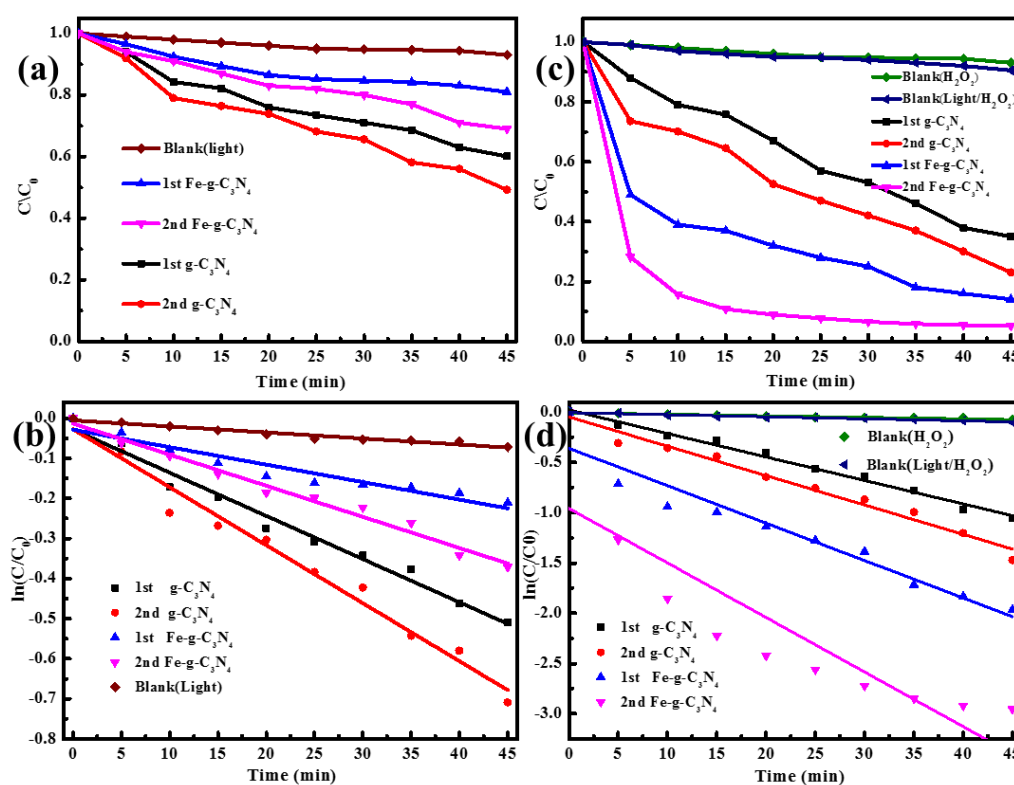 (a)
C\C0
1.0
0.8
0.6
0.4
0.2
0.0
Blank(light)
1st Fe-g-C3N4
2nd Fe-g-C3N4
1st g-C3N4
2nd g-C3N4
0 5 10 15 20 25 30 35 40 45
Time (min)
(c)
C\C0
1.0
0.8
0.6
0.4
0.2
0.0
Blank(H2O2)
Blank(Light/H2O2)
1st g-C3N4
2nd g-C3N4
1st Fe-g-C3N4
2nd Fe-g-C3N4
0 5 10 15 20 25 30 35 40 45
Time (min)
(b)
ln(C/C0)
0.0
-0.1
-0.2
-0.3
-0.4
-0.5
-0.6
-0.7
-0.8
1st g-C3N4
2nd g-C3N4
1st Fe-g-C3N4
2nd Fe-g-C3N4
Blank(Light)
0 5 10 15 20 25 30 35 40 45
Time (min)
(d)
ln(C/C0)
0.0
-0.5
-1.0
-1.5
-2.0
-2.5
-3.0
Blank(H2O2)
Blank(Light/H2O2)
1st g-C3N4
2nd g-C3N4
1st Fe-g-C3N4
2nd Fe-g-C3N4
0 5 10 15 20 25 30 35 40 45
Time (min)